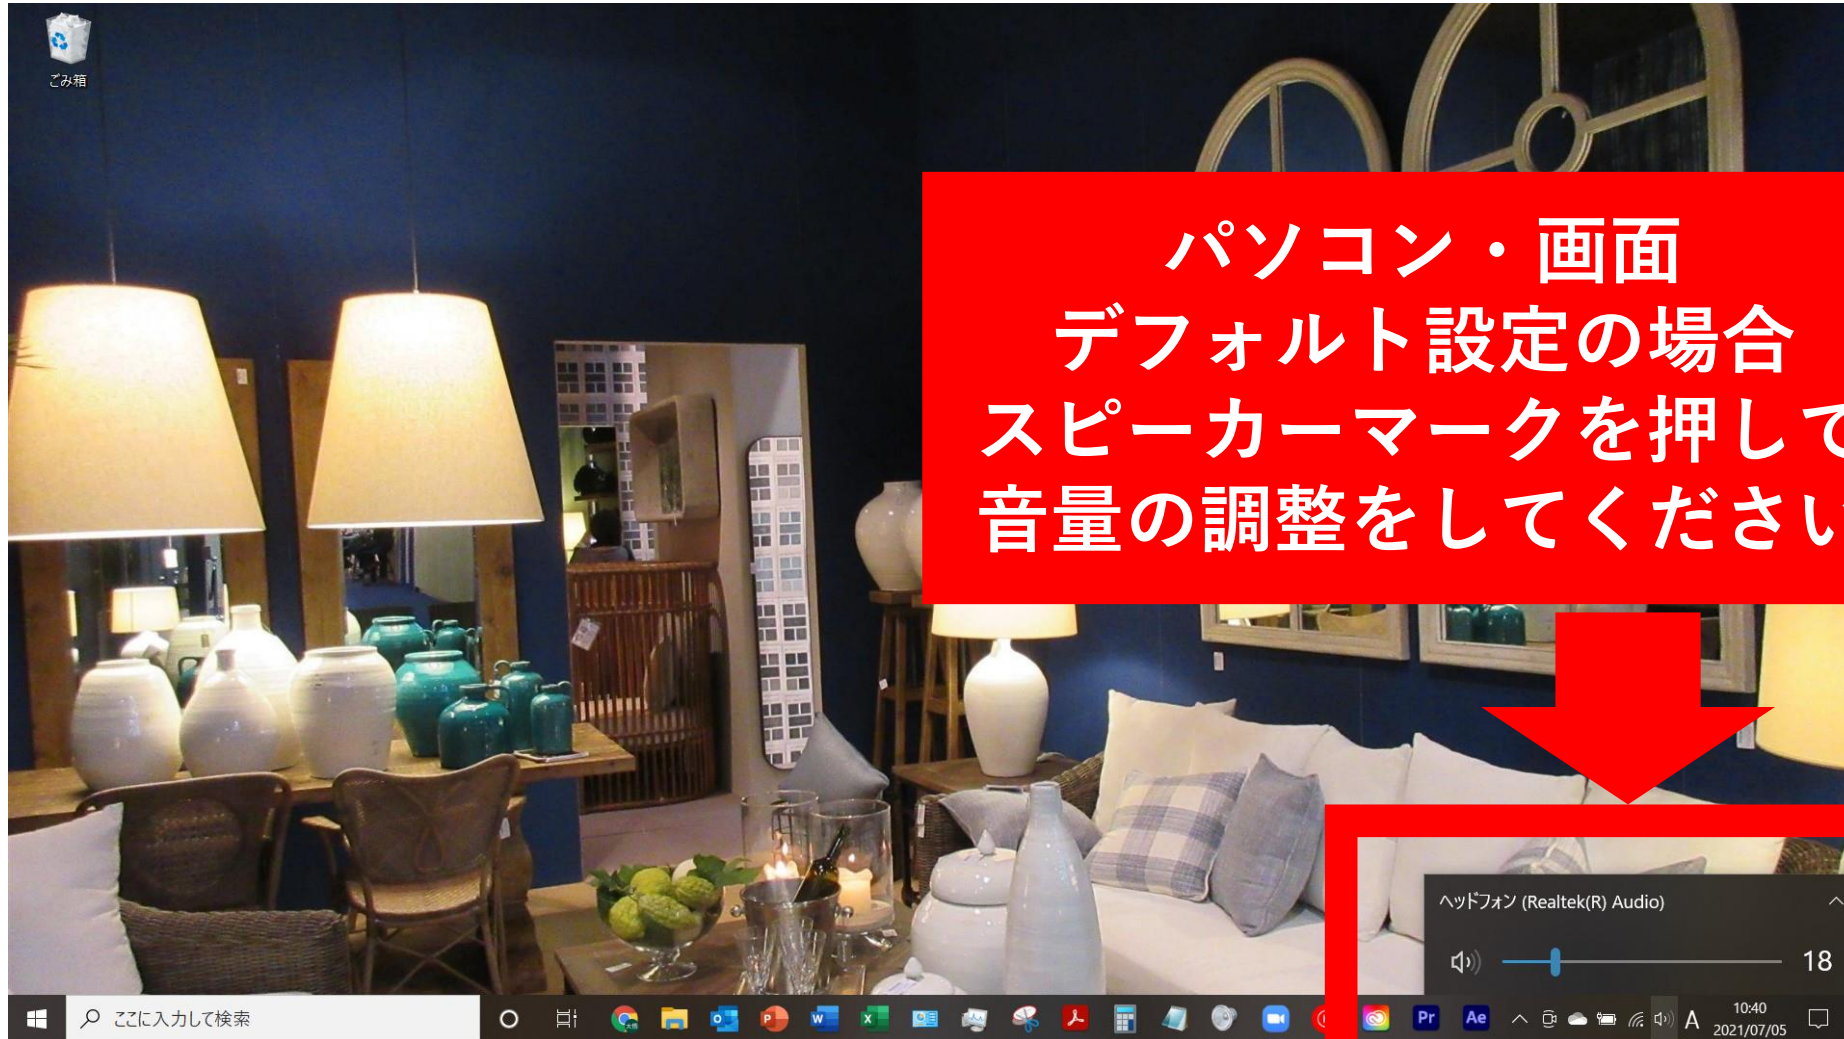 ごみ箱
パソコン・画面
デフォルト設定の場合
スピーカーマークを押して
音量の調整をしてください
ヘッドフォン (Realtek(R) Audio)
18
ここに入力して検索
Pr
Ae
A
10:40
2021/07/05